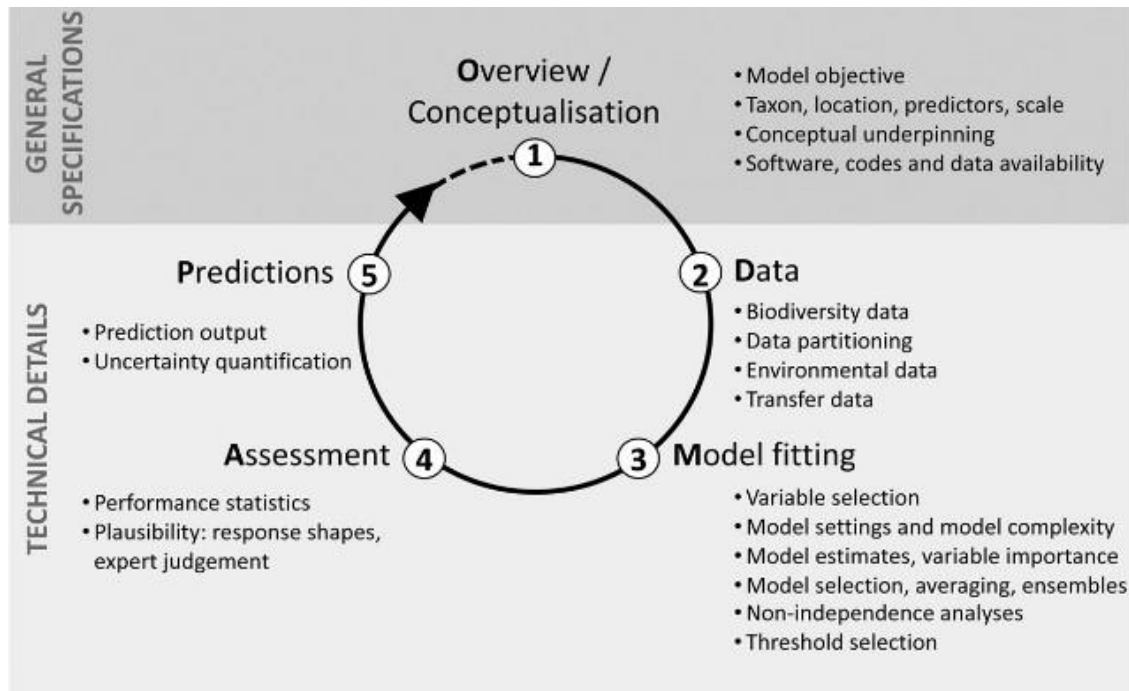 GENERAL
SPECIFICATIONS
Overview /
Conceptualisation
1
• Model objective
• Taxon, location, predictors, scale
• Conceptual underpinning
• Software, codes and data availability
TECHNICAL DETAILS
2
Data
• Biodiversity data
• Data partitioning
• Environmental data
• Transfer data
3
Model fitting
• Variable selection
• Model settings and model complexity
• Model estimates, variable importance
• Model selection, averaging, ensembles
• Non-independence analyses
• Threshold selection
Assessment
4
• Performance statistics
• Plausibility: response shapes,
expert judgement
Predictions
5
• Prediction output
• Uncertainty quantification